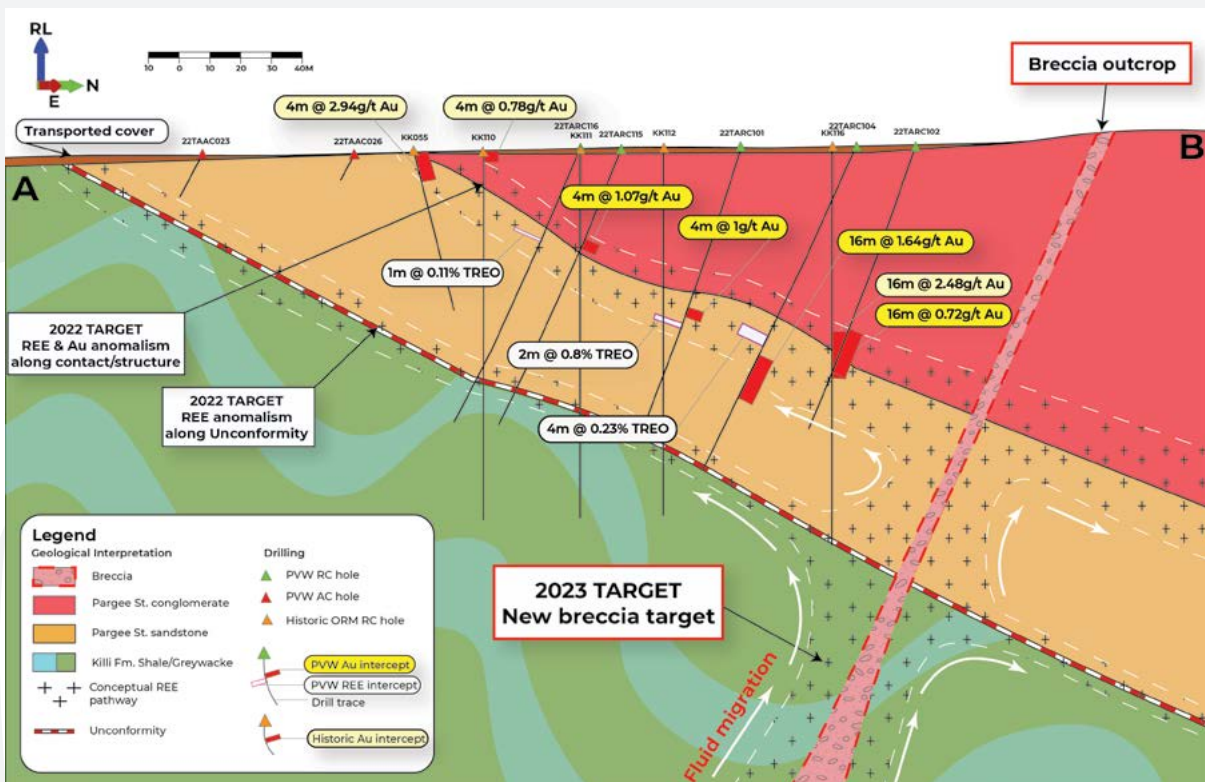 RL
N
E
10 0 10 20 30 40M
Breccia outcrop
4m @ 2.94g/t Au
4m @ 0.78g/t Au
Transported cover
22TAAC023
22TAAC026
KK055
KK110
22TARC116
KK111
22TARC115
KK112
22TARC101
22TARC104
KK116
22TARC102
A
B
4m @ 1.07g/t Au
4m @ 1g/t Au
16m @ 1.64g/t Au
1m @ 0.11% TREO
16m @ 2.48g/t Au
16m @ 0.72g/t Au
2022 TARGET
REE & Au anomalism
along contact/structure
2m @ 0.8% TREO
2022 TARGET
REE anomalism
along Unconformity
4m @ 0.23% TREO
2023 TARGET
New breccia target
Fluid migration
Legend
Geological Interpretation
Breccia
Pargee St. conglomerate
Pargee St. sandstone
Killi Fm. Shale/Greywacke
Conceptual REE
pathway
Unconformity
Drilling
PVW RC hole
PVW AC hole
Historic ORM RC hole
PVW Au intercept
PVW REE intercept
Drill trace
Historic Au intercept